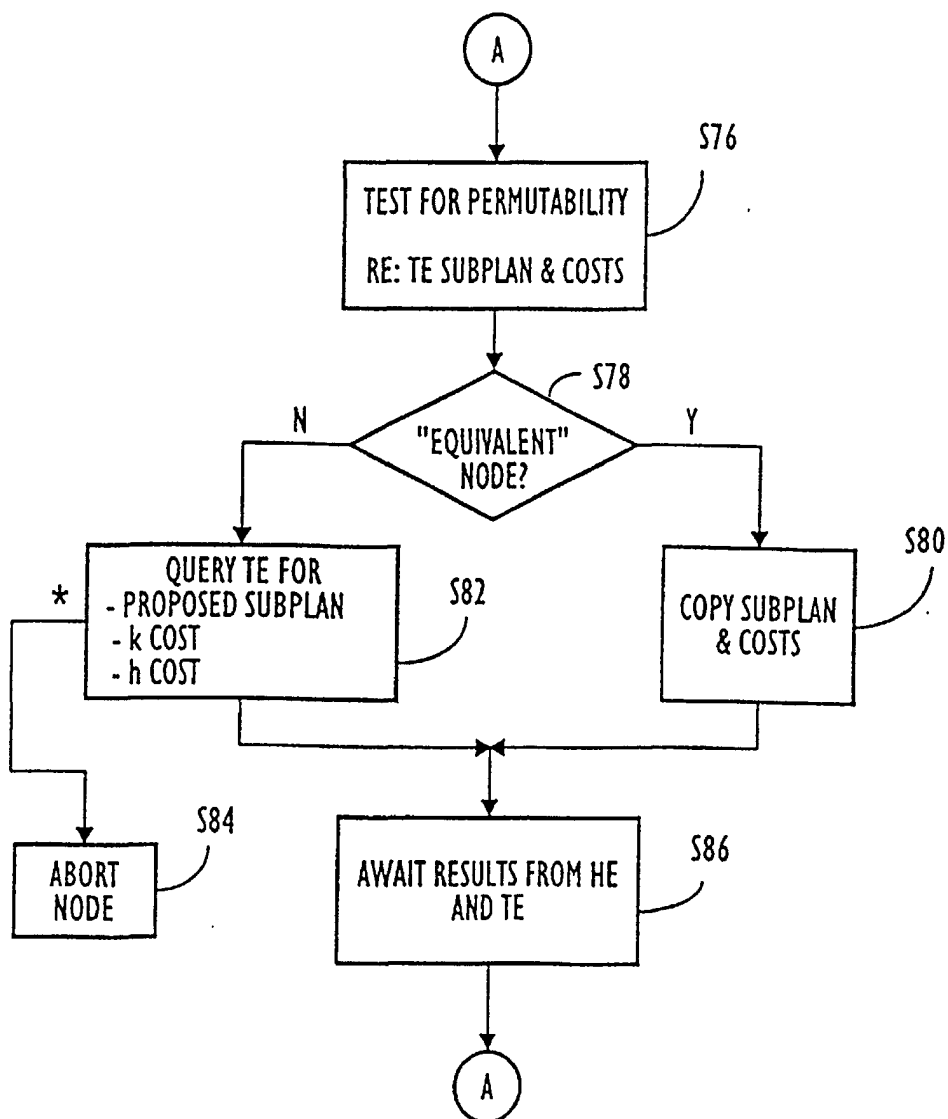 A
S76
TEST FOR PERMUTABILITY
RE: TE SUBPLAN & COSTS
S78
N
Y
"EQUIVALENT"
NODE?
S80
*
QUERY TE FOR
- PROPOSED SUBPLAN
- k COST
- h COST
S82
COPY SUBPLAN
& COSTS
S84
ABORT
NODE
S86
AWAIT RESULTS FROM HE
AND TE
A